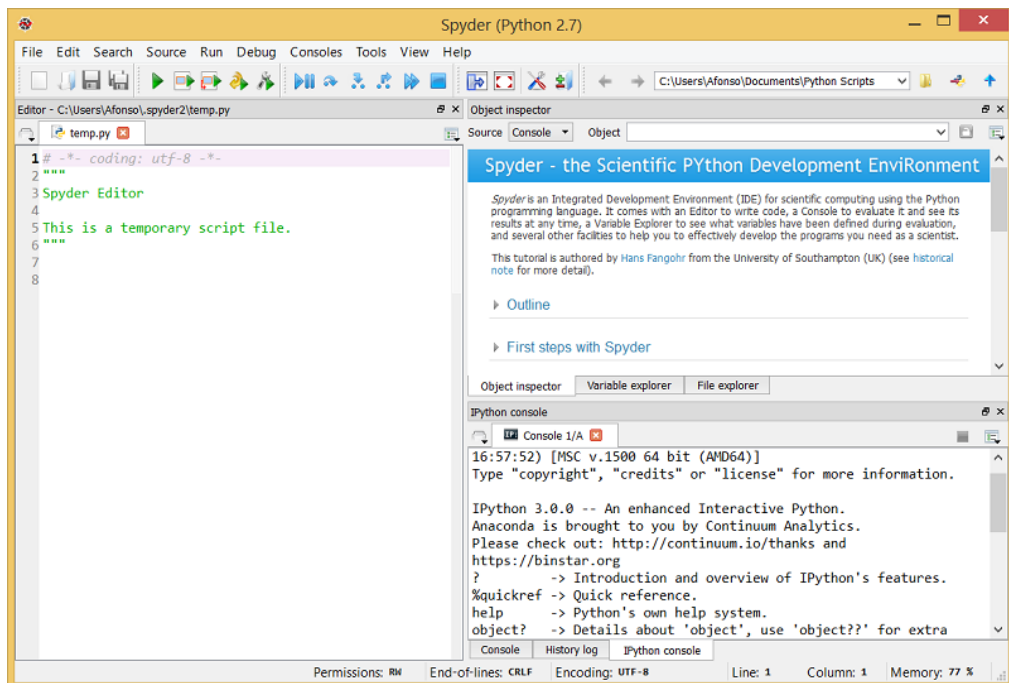 Spyder (Python 2.7)
File Edit Search Source Run Debug Consoles Tools View Help
C:\Users\Afonso\Documents\Python Scripts
Editor - C:\Users\Afonso\.spyder2\temp.py
temp.py
1 # -*- coding: utf-8 -*-
2 """
3 Spyder Editor
4
5 This is a temporary script file.
6 """
7
8
Object inspector
Source Console Object
Spyder - the Scientific PYthon Development EnviRonment
Spyder is an Integrated Development Environment (IDE) for scientific computing using the Python
programming language. It comes with an Editor to write code, a Console to evaluate it and see its
results at any time, a Variable Explorer to see what variables have been defined during evaluation,
and several other facilities to help you to effectively develop the programs you need as a scientist.
This tutorial is authored by Hans Fangohr from the University of Southampton (UK) (see historical
note for more detail).
Outline
First steps with Spyder
Object inspector Variable explorer File explorer
IPython console
Console 1/A
16:57:52) [MSC v.1500 64 bit (AMD64)]
Type "copyright", "credits" or "license" for more information.
IPython 3.0.0 -- An enhanced Interactive Python.
Anaconda is brought to you by Continuum Analytics.
Please check out: http://continuum.io/thanks and
https://binstar.org
? -> Introduction and overview of IPython's features.
%quickref -> Quick reference.
help -> Python's own help system.
object? -> Details about 'object', use 'object??' for extra
Console History log IPython console
Permissions: RW End-of-lines: CRLF Encoding: UTF-8 Line: 1 Column: 1 Memory: 77 %